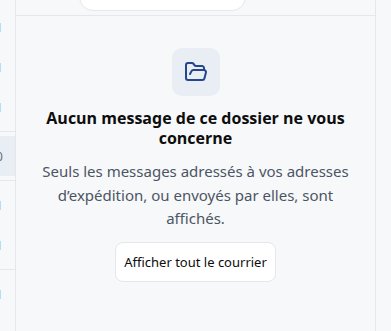 Aucun message de ce dossier ne vous
concerne
Seuls les messages adressés à vos adresses
d’expédition, ou envoyés par elles, sont
affichés.
Afficher tout le courrier